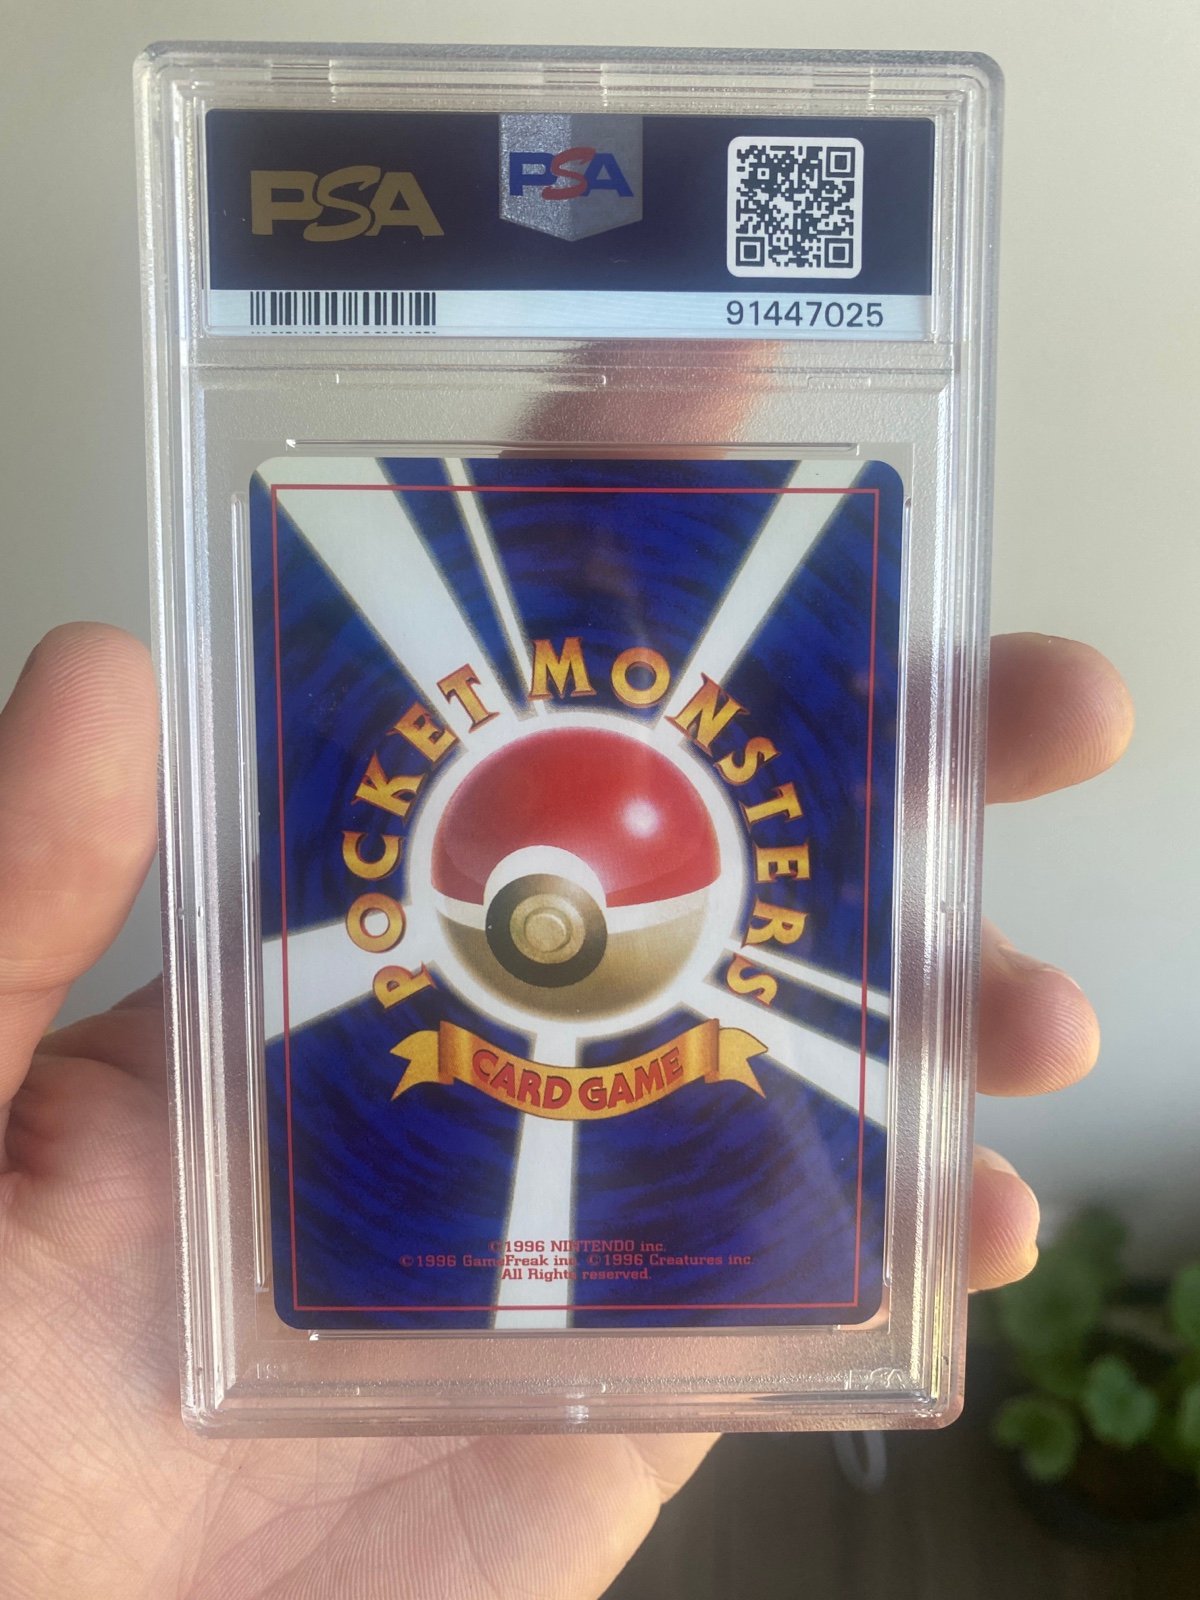 PSA
PSA
91447025
POCKET MONSTERS
CARD GAME
©1996 NINTENDO inc.
©1996 GameFreak inc. ©1996 Creatures inc.
All Rights reserved.
PSA